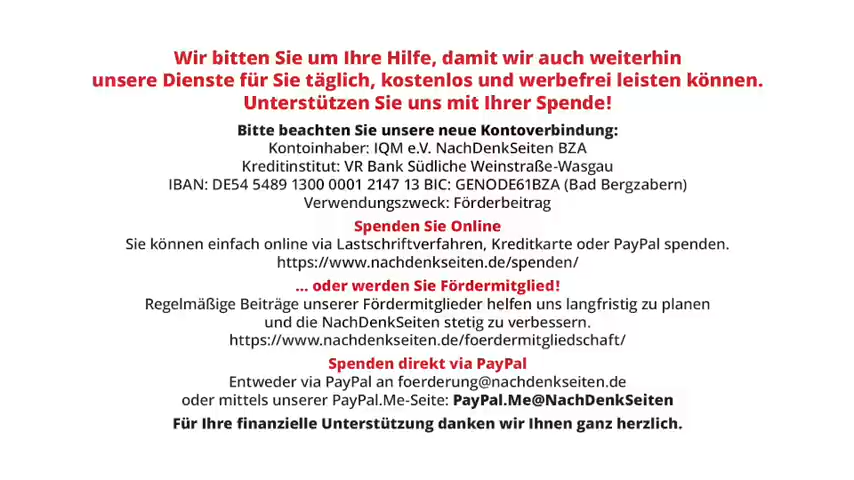 Wir bitten Sie um Ihre Hilfe, damit wir auch weiterhin
unsere Dienste für Sie täglich, kostenlos und werbefrei leisten können.
Unterstützen Sie uns mit Ihrer Spende!
Bitte beachten Sie unsere neue Kontoverbindung:
Kontoinhaber: IQM e.V. NachDenkSeiten BZA
Kreditinstitut: VR Bank Südliche Weinstraße-Wasgau
IBAN: DE54 5489 1300 0001 2147 13 BIC: GENODE61BZA (Bad Bergzabern)
Verwendungszweck: Förderbeitrag
Spenden Sie Online
Sie können einfach online via Lastschriftverfahren, Kreditkarte oder PayPal spenden.
https://www.nachdenkseiten.de/spenden/
... oder werden Sie Fördermitglied!
Regelmäßige Beiträge unserer Fördermitglieder helfen uns langfristig zu planen
und die NachDenkSeiten stetig zu verbessern.
https://www.nachdenkseiten.de/foerdermitgliedschaft/
Spenden direkt via PayPal
Entweder via PayPal an foerderung@nachdenkseiten.de
oder mittels unserer PayPal.Me-Seite: PayPal.Me@NachDenkSeiten
Für Ihre finanzielle Unterstützung danken wir Ihnen ganz herzlich.